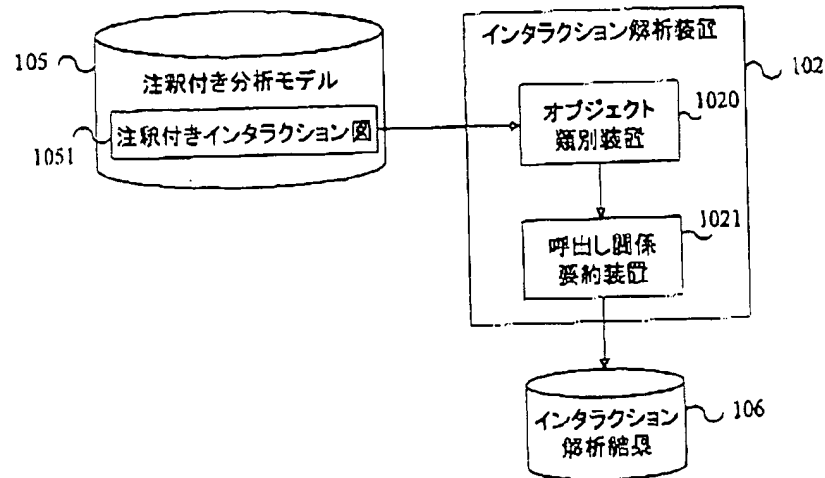 105
注釈付き分析モデル
1051
注釈付きインタラクション図
インタラクション解析装置
102
オブジェクト
類別装置
1020
呼出し関係
要約装置
1021
インタラクション
解析結果
106